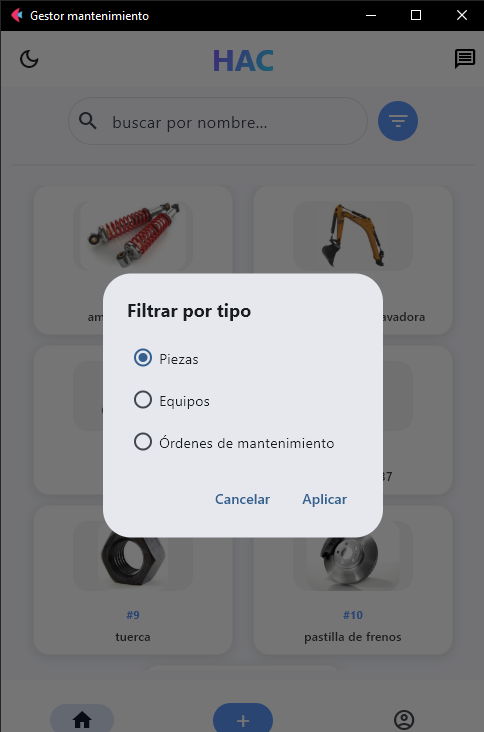 Gestor mantenimiento
HAC
buscar por nombre...
am
avadora
Filtrar por tipo
Piezas
Equipos
Órdenes de mantenimiento
37
Cancelar
Aplicar
#9
#10
tuerca
pastilla de frenos